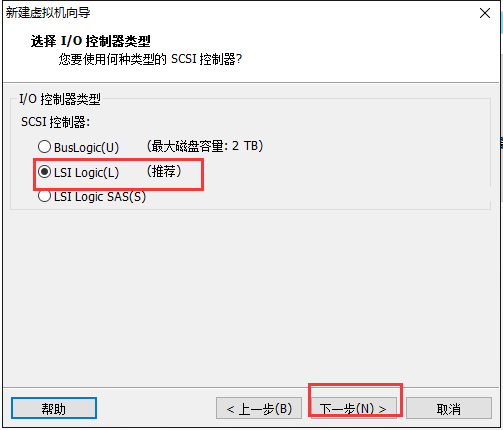 新建虚拟机向导
选择 I/O 控制器类型
您要使用何种类型的 SCSI 控制器?
I/O 控制器类型
SCSI 控制器:
BusLogic(U) (最大磁盘容量: 2 TB)
LSI Logic(L) (推荐)
LSI Logic SAS(S)
帮助 < 上一步(B) 下一步(N) > 取消